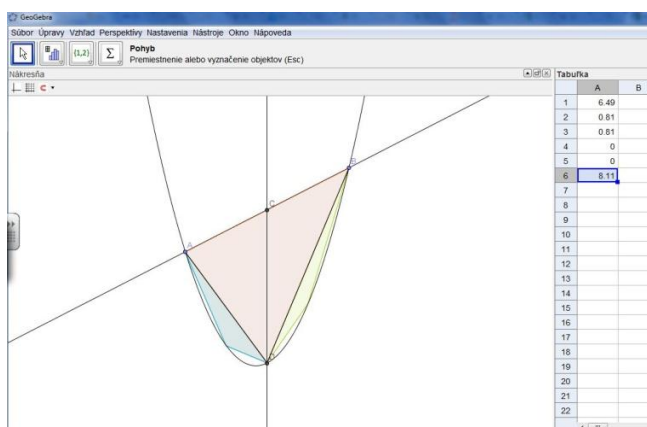 GeoGebra
Súbor Úpravy Vzhľad Perspektívy Nastavenia Nástroje Okno Nápoveda
{1,2} Σ Pohyb
Premiestnenie alebo vyznačenie objektov (Esc)
Nákresňa
Tabuľka
A B
1 6.49
2 0.81
3 0.81
4 0
5 0
6 8.11
7
8
9
10
11
12
13
14
15
16
17
18
19
20
21
22
B
C
A